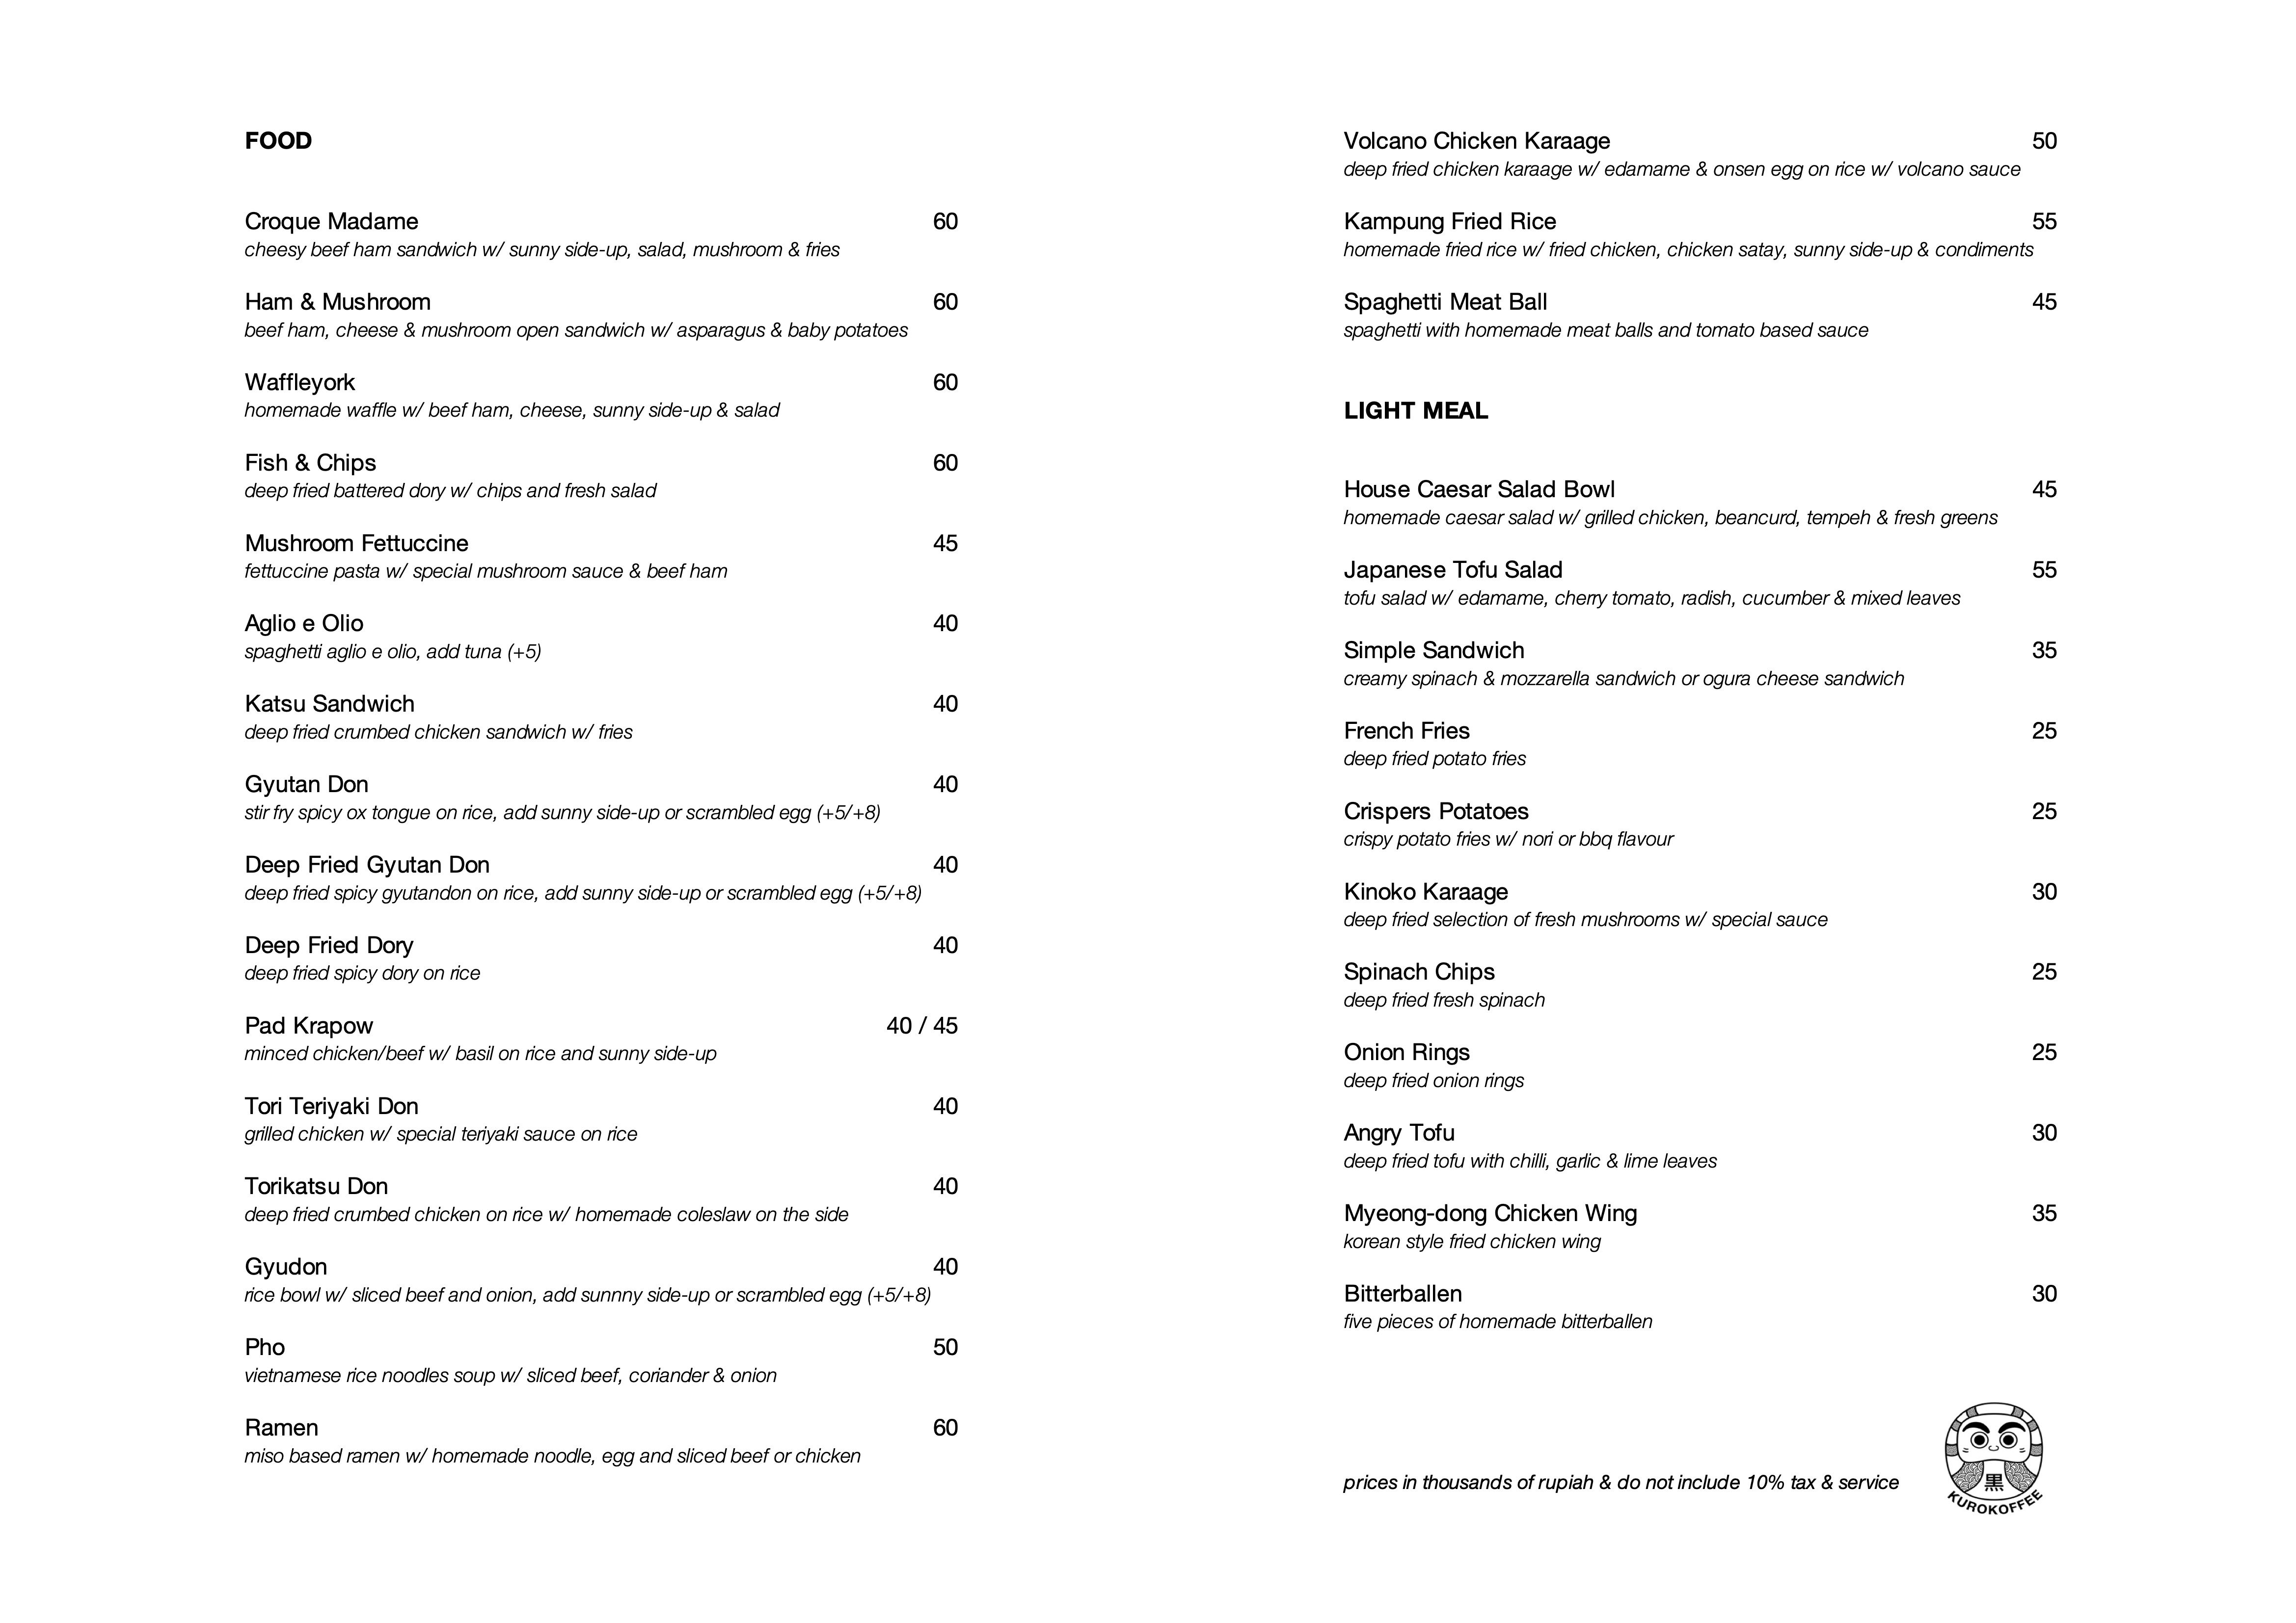 FOOD
Croque Madame 60
cheesy beef ham sandwich w/ sunny side-up, salad, mushroom & fries
Ham & Mushroom 60
beef ham, cheese & mushroom open sandwich w/ asparagus & baby potatoes
Waffleyork 60
homemade waffle w/ beef ham, cheese, sunny side-up & salad
Fish & Chips 60
deep fried battered dory w/ chips and fresh salad
Mushroom Fettuccine 45
fettuccine pasta w/ special mushroom sauce & beef ham
Aglio e Olio 40
spaghetti aglio e olio, add tuna (+5)
Katsu Sandwich 40
deep fried crumbed chicken sandwich w/ fries
Gyutan Don 40
stir fry spicy ox tongue on rice, add sunny side-up or scrambled egg (+5/+8)
Deep Fried Gyutan Don 40
deep fried spicy gyutandon on rice, add sunny side-up or scrambled egg (+5/+8)
Deep Fried Dory 40
deep fried spicy dory on rice
Pad Krapow 40 / 45
minced chicken/beef w/ basil on rice and sunny side-up
Tori Teriyaki Don 40
grilled chicken w/ special teriyaki sauce on rice
Torikatsu Don 40
deep fried crumbed chicken on rice w/ homemade coleslaw on the side
Gyudon 40
rice bowl w/ sliced beef and onion, add sunnny side-up or scrambled egg (+5/+8)
Pho 50
vietnamese rice noodles soup w/ sliced beef, coriander & onion
Ramen 60
miso based ramen w/ homemade noodle, egg and sliced beef or chicken
Volcano Chicken Karaage 50
deep fried chicken karaage w/ edamame & onsen egg on rice w/ volcano sauce
Kampung Fried Rice 55
homemade fried rice w/ fried chicken, chicken satay, sunny side-up & condiments
Spaghetti Meat Ball 45
spaghetti with homemade meat balls and tomato based sauce
LIGHT MEAL
House Caesar Salad Bowl 45
homemade caesar salad w/ grilled chicken, beancurd, tempeh & fresh greens
Japanese Tofu Salad 55
tofu salad w/ edamame, cherry tomato, radish, cucumber & mixed leaves
Simple Sandwich 35
creamy spinach & mozzarella sandwich or ogura cheese sandwich
French Fries 25
deep fried potato fries
Crispers Potatoes 25
crispy potato fries w/ nori or bbq flavour
Kinoko Karaage 30
deep fried selection of fresh mushrooms w/ special sauce
Spinach Chips 25
deep fried fresh spinach
Onion Rings 25
deep fried onion rings
Angry Tofu 30
deep fried tofu with chilli, garlic & lime leaves
Myeong-dong Chicken Wing 35
korean style fried chicken wing
Bitterballen 30
five pieces of homemade bitterballen
prices in thousands of rupiah & do not include 10% tax & service
黒
KUROKOFFEE